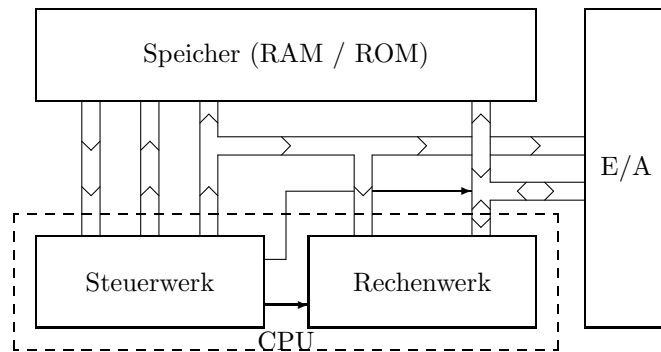 Speicher (RAM / ROM)
E/A
Steuerwerk
Rechenwerk
CPU